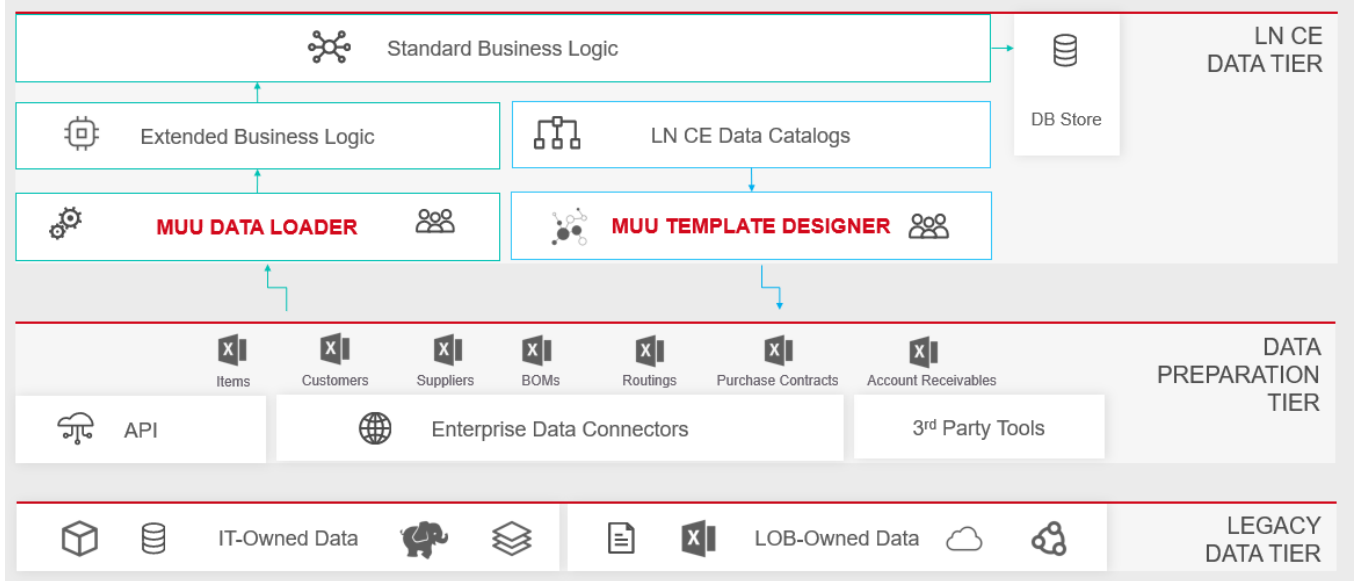 Standard Business Logic
LN CE
DATA TIER
DB Store
Extended Business Logic
LN CE Data Catalogs
MUU DATA LOADER
MUU TEMPLATE DESIGNER
Items
Customers
Suppliers
BOMs
Routings
Purchase Contracts
Account Receivables
DATA
PREPARATION
TIER
API
Enterprise Data Connectors
3rd Party Tools
IT-Owned Data
LOB-Owned Data
LEGACY
DATA TIER